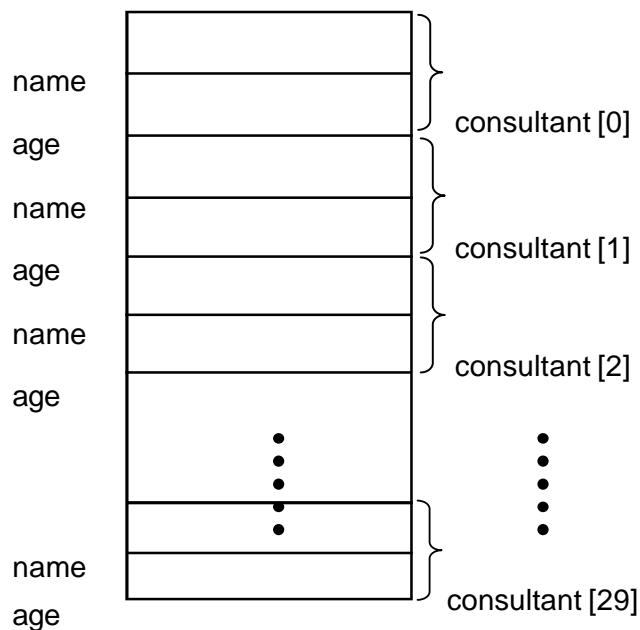 name
consultant [0]
age
name
consultant [1]
age
name
consultant [2]
age
name
consultant [29]
age